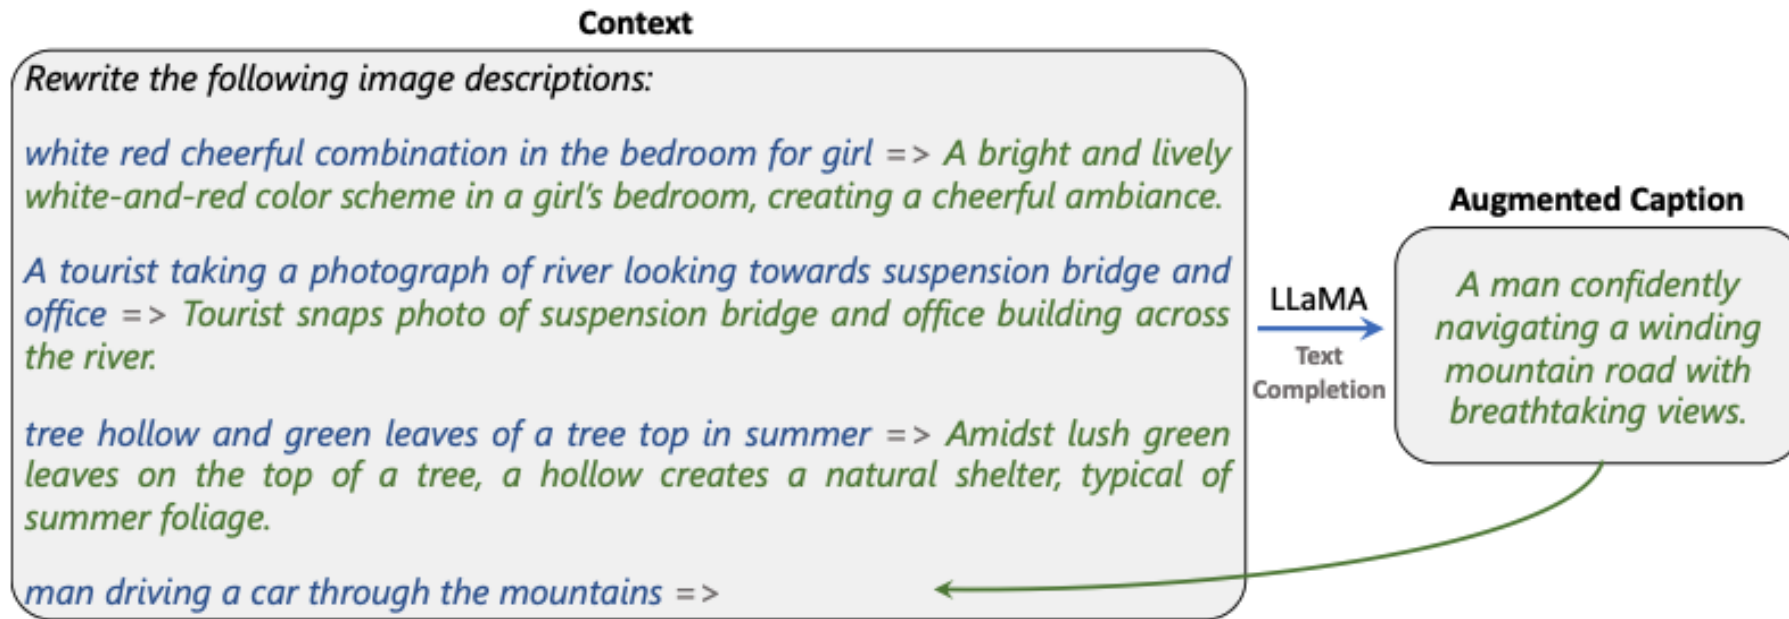 Context
Rewrite the following image descriptions:
white red cheerful combination in the bedroom for girl => A bright and lively
white-and-red color scheme in a girl's bedroom, creating a cheerful ambiance.
A tourist taking a photograph of river looking towards suspension bridge and
office => Tourist snaps photo of suspension bridge and office building across
the river.
tree hollow and green leaves of a tree top in summer => Amidst lush green
leaves on the top of a tree, a hollow creates a natural shelter, typical of
summer foliage.
man driving a car through the mountains =>
LLaMA
Text
Completion
Augmented Caption
A man confidently
navigating a winding
mountain road with
breathtaking views.